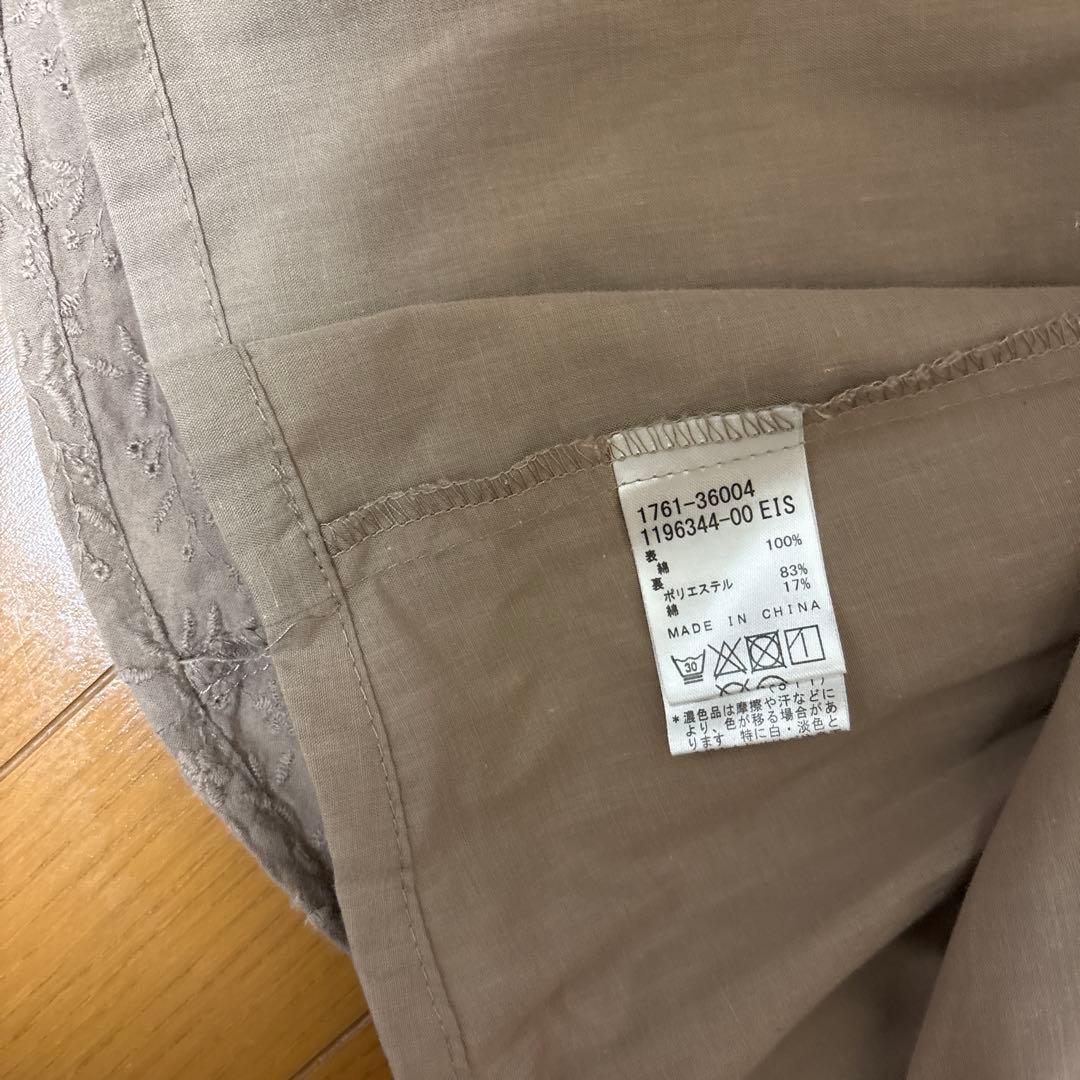 1761-36004
1196344-00 EIS
表
綿 100%
裏
ポリエステル 83%
綿 17%
MADE IN CHINA
30
*濃色品は摩擦や汗などに
より、色が移る場合があ
ります 特に白・淡色と